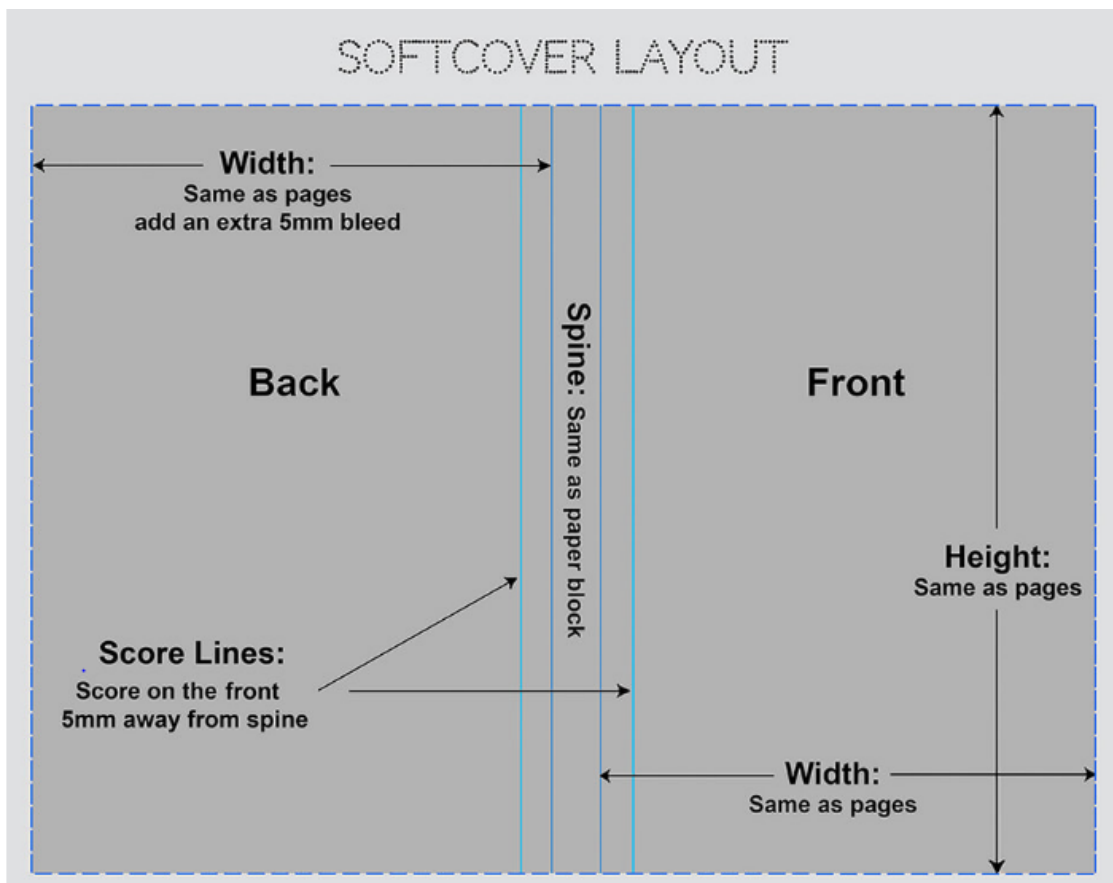 SOFTCOVER LAYOUT
Width:
Same as pages
add an extra 5mm bleed
Back
Spine: Same as paper block
Front
Height:
Same as pages
Score Lines:
Score on the front
5mm away from spine
Width:
Same as pages